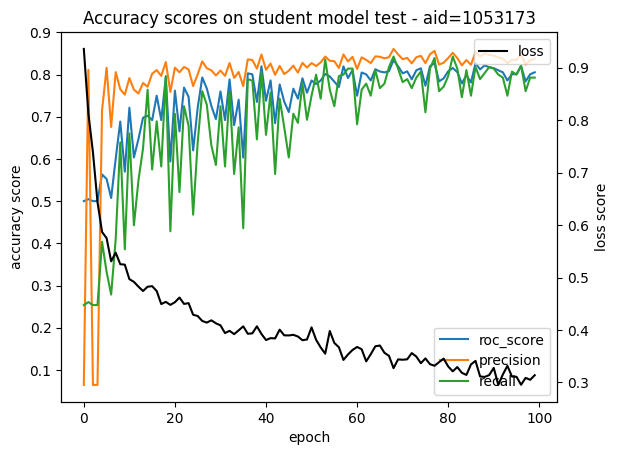 Accuracy scores on student model test - aid=1053173
accuracy score
0.9
0.8
0.7
0.6
0.5
0.4
0.3
0.2
0.1
loss
0.9
0.8
0.7
0.6
0.5
0.4
0.3
loss score
roc_score
precision
recall
0
20
40
60
80
100
epoch